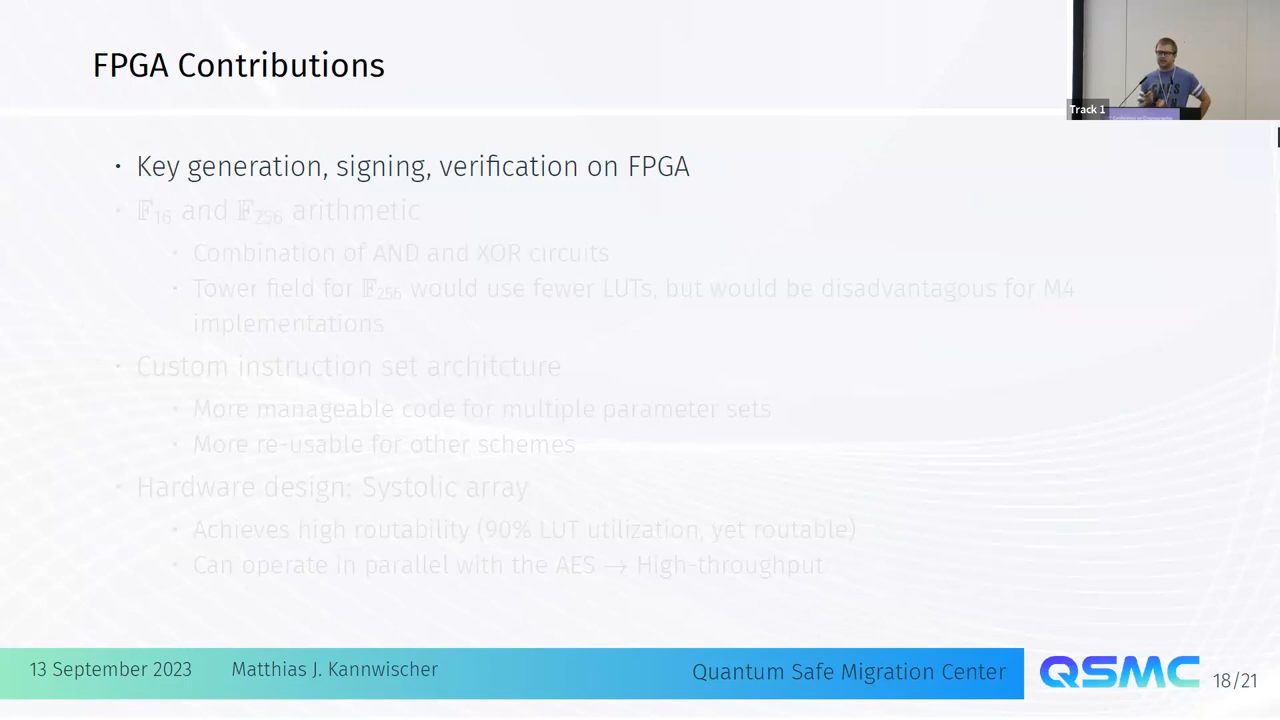 FPGA Contributions
Track 1
· Key generation, signing, verification on FPGA
· 𝔽₁₆ and 𝔽₂₅₆ arithmetic
· Combination of AND and XOR circuits
· Tower field for 𝔽₂₅₆ would use fewer LUTs, but would be disadvantagous for M4
implementations
· Custom instruction set architcture
· More manageable code for multiple parameter sets
· More re-usable for other schemes
· Hardware design: Systolic array
· Achieves high routability (90% LUT utilization, yet routable)
· Can operate in parallel with the AES → High-throughput
13 September 2023 Matthias J. Kannwischer Quantum Safe Migration Center QSMC 18/21